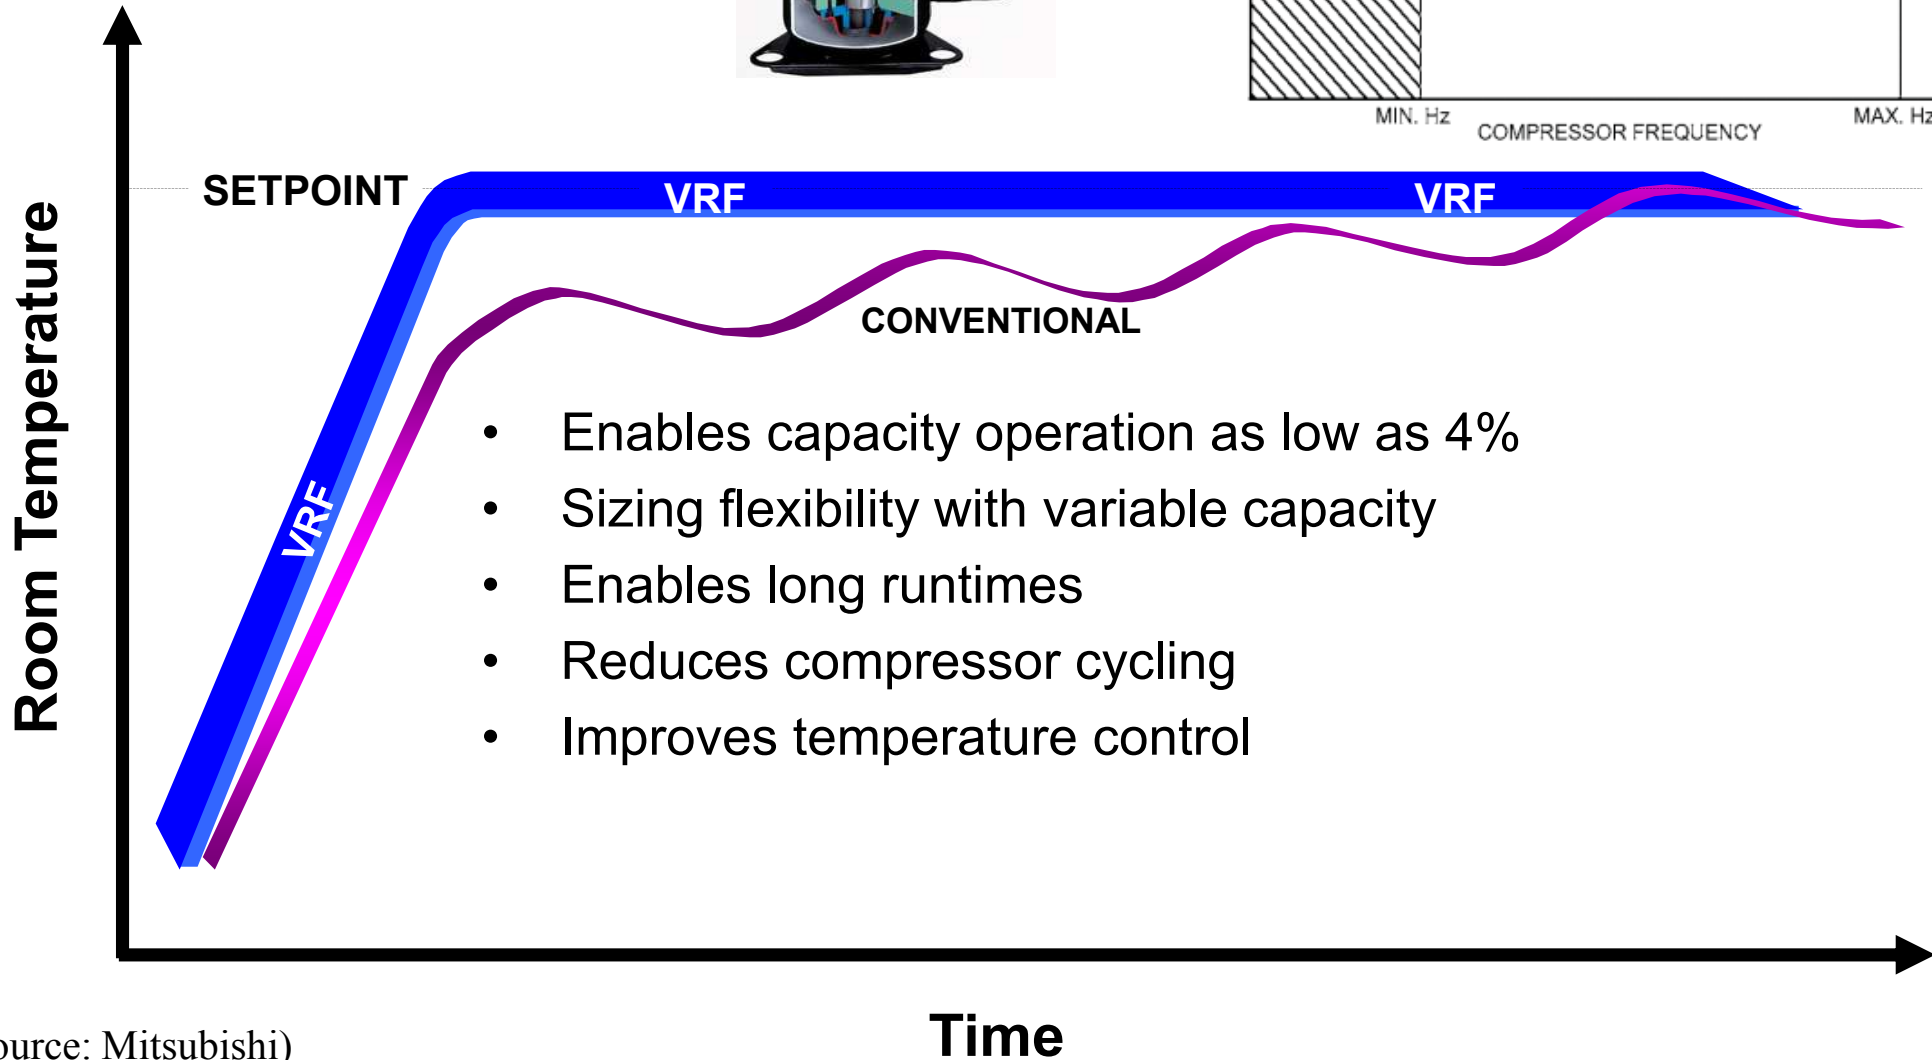 MIN. Hz
MAX. Hz
COMPRESSOR FREQUENCY
SETPOINT
VRF
VRF
CONVENTIONAL
Room Temperature
VRF
• Enables capacity operation as low as 4%
• Sizing flexibility with variable capacity
• Enables long runtimes
• Reduces compressor cycling
• Improves temperature control
Time
ource: Mitsubishi)